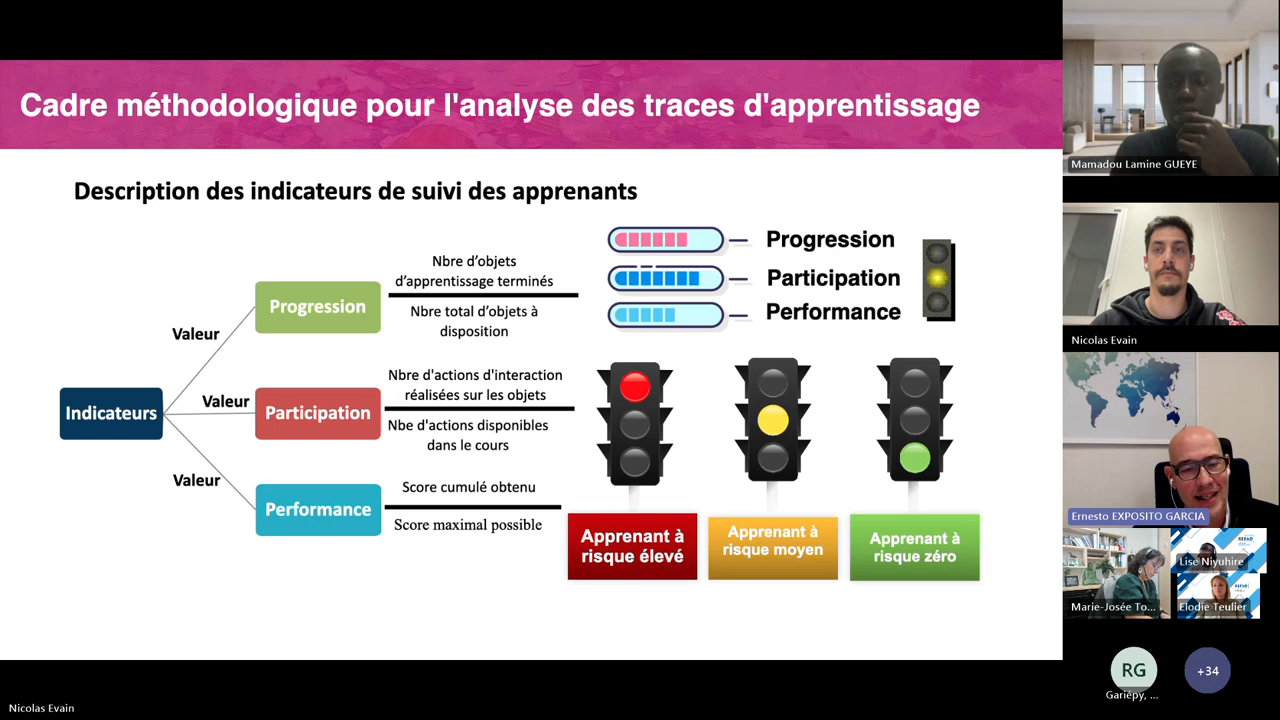 Cadre méthodologique pour l'analyse des traces d'apprentissage
Description des indicateurs de suivi des apprenants
Indicateurs
Valeur
Valeur
Valeur
Progression
Nbre d’objets
d’apprentissage terminés
Nbre total d’objets à
disposition
Participation
Nbre d'actions d'interaction
réalisées sur les objets
Nbe d'actions disponibles
dans le cours
Performance
Score cumulé obtenu
Score maximal possible
Progression
Participation
Performance
Apprenant à
risque élevé
Apprenant à
risque moyen
Apprenant à
risque zéro
Mamadou Lamine GUEYE
Nicolas Evain
Ernesto EXPOSITO GARCIA
Marie-Josée To...
REFAD
Lise Niyuhire
Elodie Teulier
RG
Gariépy, ...
+34
Nicolas Evain